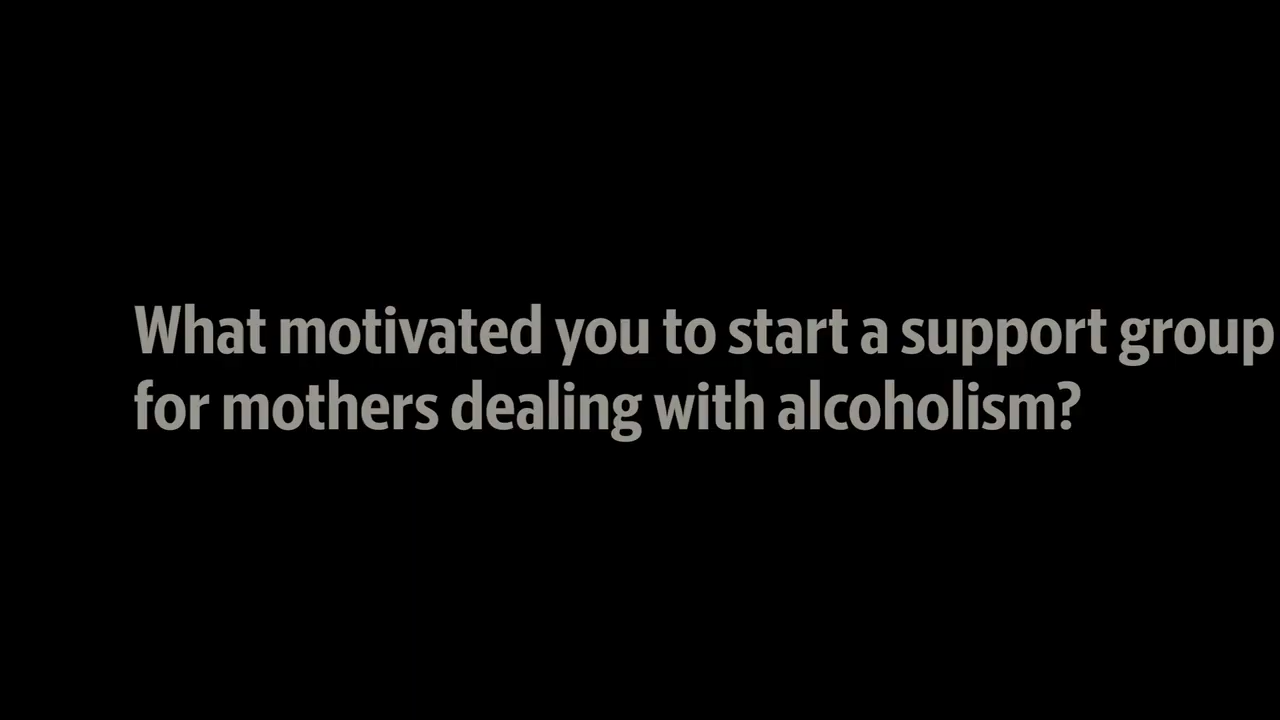 What motivated you to start a support group
for mothers dealing with alcoholism?